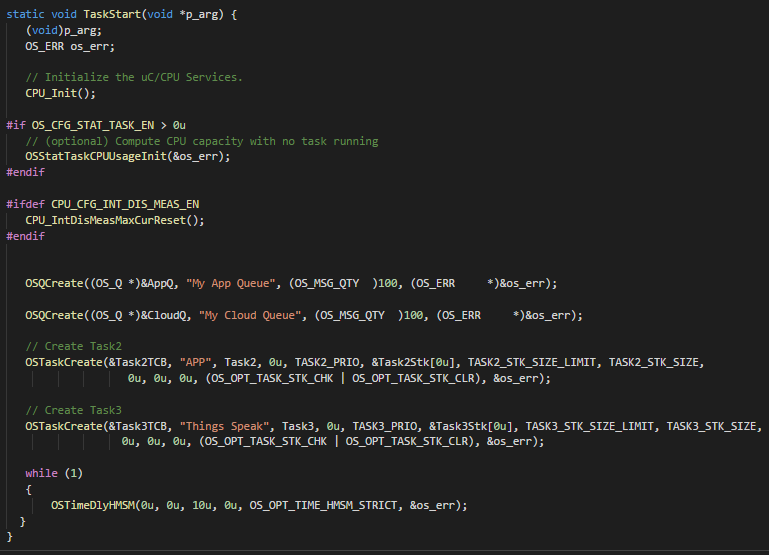 static void TaskStart(void *p_arg) {
(void)p_arg;
OS_ERR os_err;
// Initialize the uC/CPU Services.
CPU_Init();
#if OS_CFG_STAT_TASK_EN > 0u
// (optional) Compute CPU capacity with no task running
OSStatTaskCPUUsageInit(&os_err);
#endif
#ifdef CPU_CFG_INT_DIS_MEAS_EN
CPU_IntDisMeasMaxCurReset();
#endif
OSQCreate((OS_Q *)&AppQ, "My App Queue", (OS_MSG_QTY  )100, (OS_ERR     *)&os_err);
OSQCreate((OS_Q *)&CloudQ, "My Cloud Queue", (OS_MSG_QTY  )100, (OS_ERR     *)&os_err);
// Create Task2
OSTaskCreate(&Task2TCB, "APP", Task2, 0u, TASK2_PRIO, &Task2Stk[0u], TASK2_STK_SIZE_LIMIT, TASK2_STK_SIZE,
0u, 0u, 0u, (OS_OPT_TASK_STK_CHK | OS_OPT_TASK_STK_CLR), &os_err);
// Create Task3
OSTaskCreate(&Task3TCB, "Things Speak", Task3, 0u, TASK3_PRIO, &Task3Stk[0u], TASK3_STK_SIZE_LIMIT, TASK3_STK_SIZE,
0u, 0u, 0u, (OS_OPT_TASK_STK_CHK | OS_OPT_TASK_STK_CLR), &os_err);
while (1)
{
OSTimeDlyHMSM(0u, 0u, 10u, 0u, OS_OPT_TIME_HMSM_STRICT, &os_err);
}
}